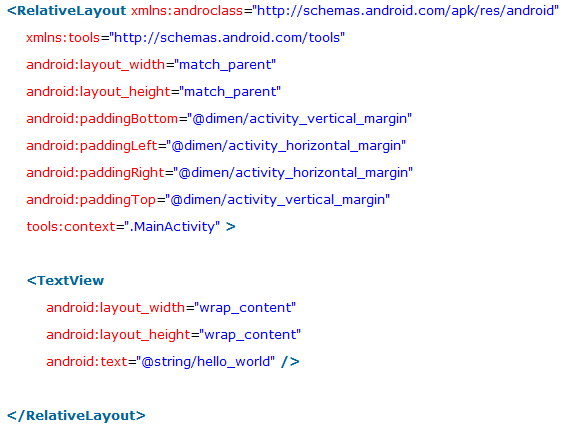 <RelativeLayout xmlns:androclass="http://schemas.android.com/apk/res/android"
xmlns:tools="http://schemas.android.com/tools"
android:layout_width="match_parent"
android:layout_height="match_parent"
android:paddingBottom="@dimen/activity_vertical_margin"
android:paddingLeft="@dimen/activity_horizontal_margin"
android:paddingRight="@dimen/activity_horizontal_margin"
android:paddingTop="@dimen/activity_vertical_margin"
tools:context=".MainActivity" >
<TextView
android:layout_width="wrap_content"
android:layout_height="wrap_content"
android:text="@string/hello_world" />
</RelativeLayout>